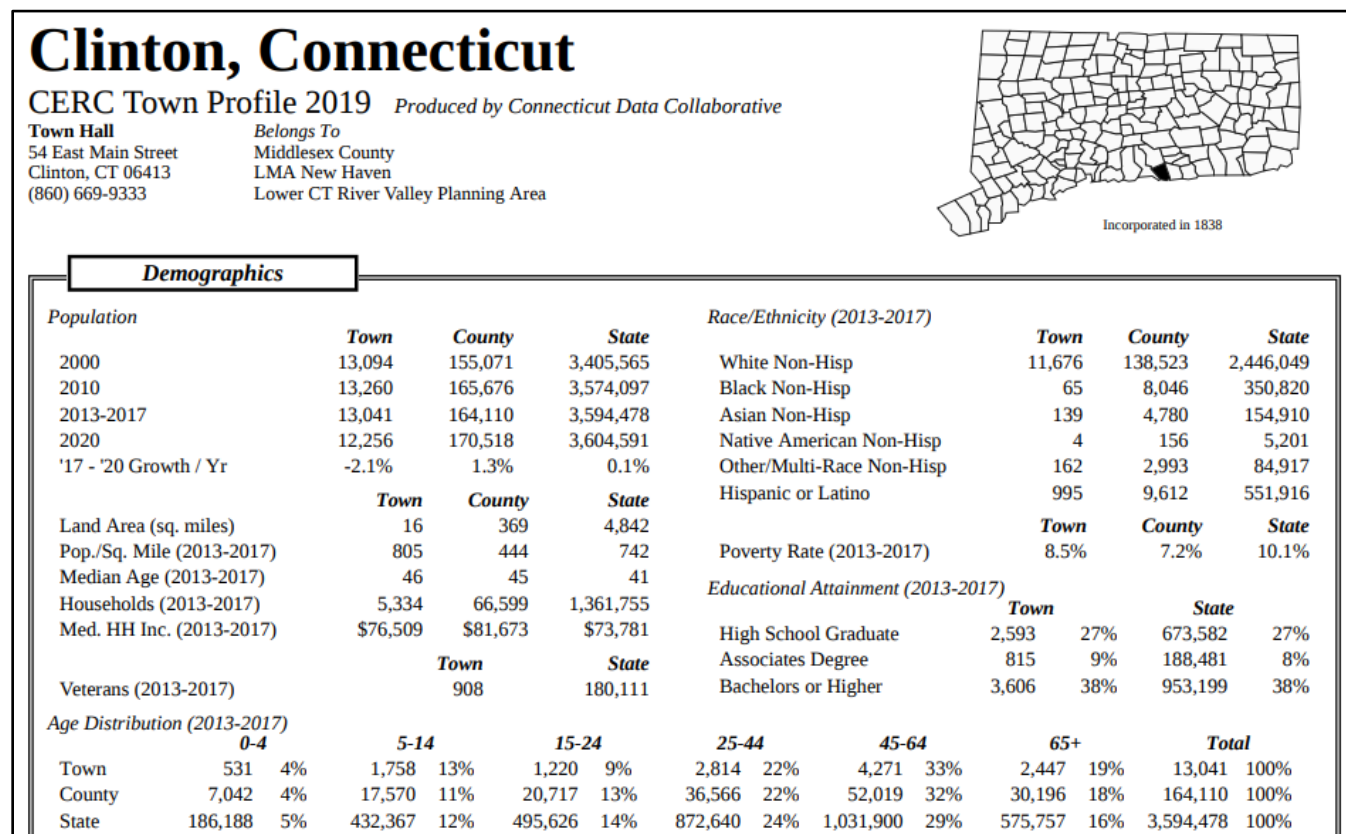 Clinton, Connecticut
CERC Town Profile 2019 Produced by Connecticut Data Collaborative
Town Hall Belongs To
54 East Main Street Middlesex County
Clinton, CT 06413 LMA New Haven
(860) 669-9333 Lower CT River Valley Planning Area
Incorporated in 1838
Demographics
Population
Town County State
2000 13,094 155,071 3,405,565
2010 13,260 165,676 3,574,097
2013-2017 13,041 164,110 3,594,478
2020 12,256 170,518 3,604,591
'17 - '20 Growth / Yr -2.1% 1.3% 0.1%
Town County State
Land Area (sq. miles) 16 369 4,842
Pop./Sq. Mile (2013-2017) 805 444 742
Median Age (2013-2017) 46 45 41
Households (2013-2017) 5,334 66,599 1,361,755
Med. HH Inc. (2013-2017) $76,509 $81,673 $73,781
Town State
Veterans (2013-2017) 908 180,111
Race/Ethnicity (2013-2017)
Town County State
White Non-Hisp 11,676 138,523 2,446,049
Black Non-Hisp 65 8,046 350,820
Asian Non-Hisp 139 4,780 154,910
Native American Non-Hisp 4 156 5,201
Other/Multi-Race Non-Hisp 162 2,993 84,917
Hispanic or Latino 995 9,612 551,916
Town County State
Poverty Rate (2013-2017) 8.5% 7.2% 10.1%
Educational Attainment (2013-2017)
Town State
High School Graduate 2,593 27% 673,582 27%
Associates Degree 815 9% 188,481 8%
Bachelors or Higher 3,606 38% 953,199 38%
Age Distribution (2013-2017)
0-4 5-14 15-24 25-44 45-64 65+ Total
Town 531 4% 1,758 13% 1,220 9% 2,814 22% 4,271 33% 2,447 19% 13,041 100%
County 7,042 4% 17,570 11% 20,717 13% 36,566 22% 52,019 32% 30,196 18% 164,110 100%
State 186,188 5% 432,367 12% 495,626 14% 872,640 24% 1,031,900 29% 575,757 16% 3,594,478 100%